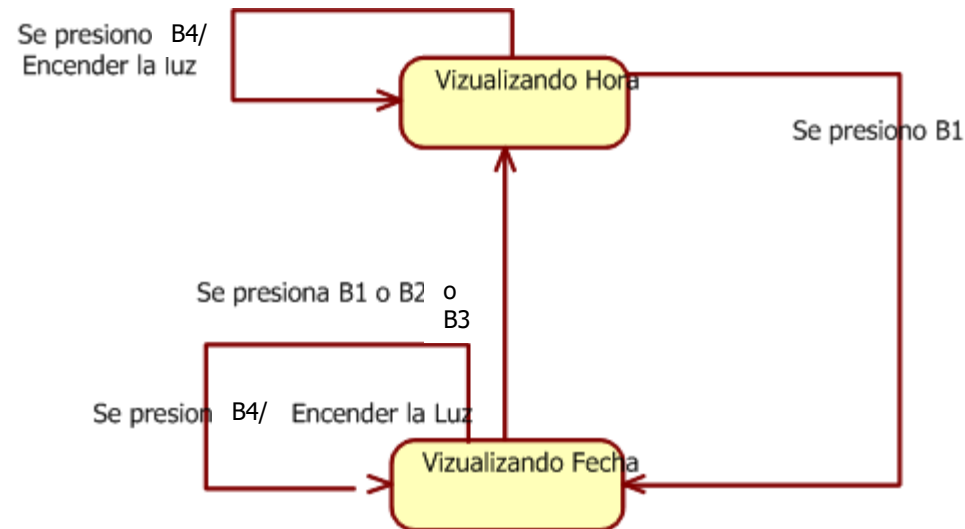 Se presiono B4/
Encender la luz
Vizualizando Hora
Se presiono B1
Se presiona B1 o B2 o
B3
Se presion B4/ Encender la Luz
Vizualizando Fecha